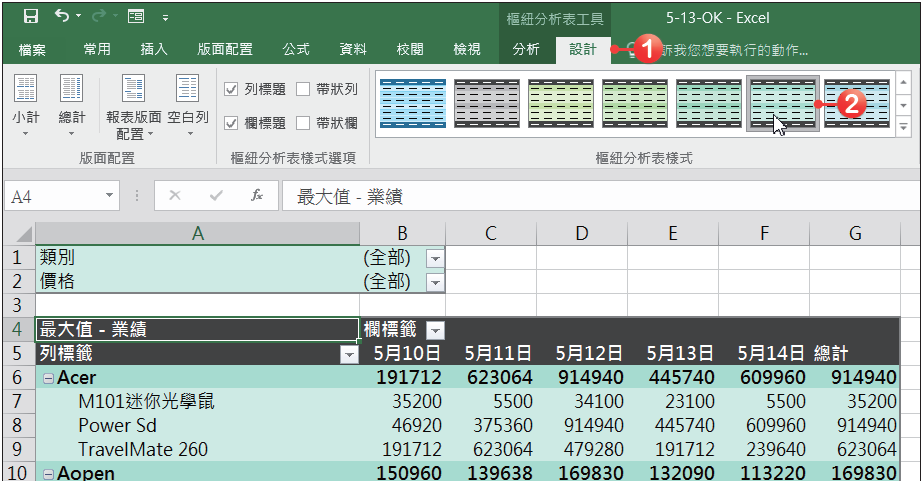 樞紐分析表工具
5-13-OK - Excel
檔案 常用 插入 版面配置 公式 資料 校閱 檢視 分析 設計 1 訴我您想要執行的動作...
小計 總計 報表版面配置 空白列
列標題 帶狀列
欄標題 帶狀欄
2
版面配置 樞紐分析表樣式選項 樞紐分析表樣式
A4 fx 最大值 - 業績
A B C D E F G
1 類別 (全部)
2 價格 (全部)
3
4 最大值 - 業績 欄標籤
5 列標籤 5月10日 5月11日 5月12日 5月13日 5月14日 總計
6 Acer 191712 623064 914940 445740 609960 914940
7 M101迷你光學鼠 35200 5500 34100 23100 5500 35200
8 Power Sd 46920 375360 914940 445740 609960 914940
9 TravelMate 260 191712 623064 479280 191712 239640 623064
10 Aopen 150960 139638 169830 132090 113220 169830